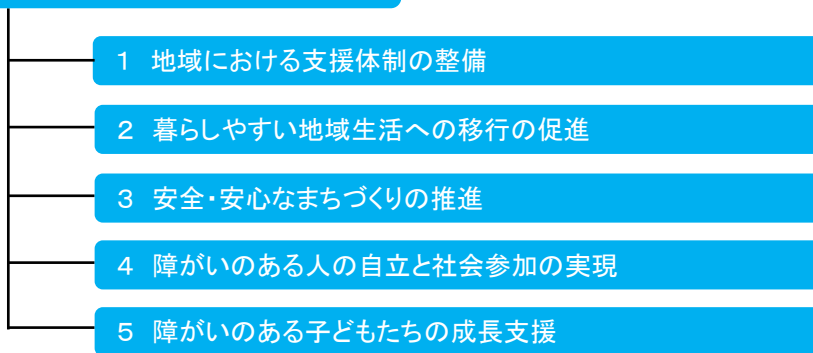 1 地域における支援体制の整備
2 暮らしやすい地域生活への移行の促進
3 安全・安心なまちづくりの推進
4 障がいのある人の自立と社会参加の実現
5 障がいのある子どもたちの成長支援